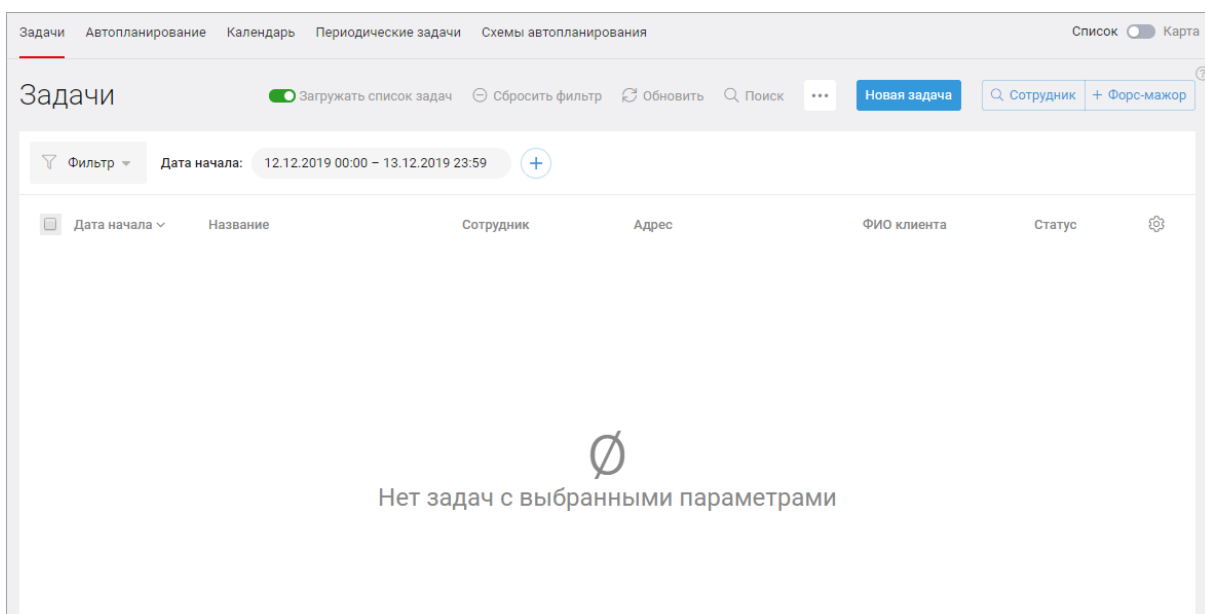 Задачи Автопланирование Календарь Периодические задачи Схемы автопланирования Список Карта
Задачи Загружать список задач Сбросить фильтр Обновить Поиск ••• Новая задача Сотрудник + Форс-мажор
Фильтр Дата начала: 12.12.2019 00:00 – 13.12.2019 23:59 +
Дата начала Название Сотрудник Адрес ФИО клиента Статус
Нет задач с выбранными параметрами